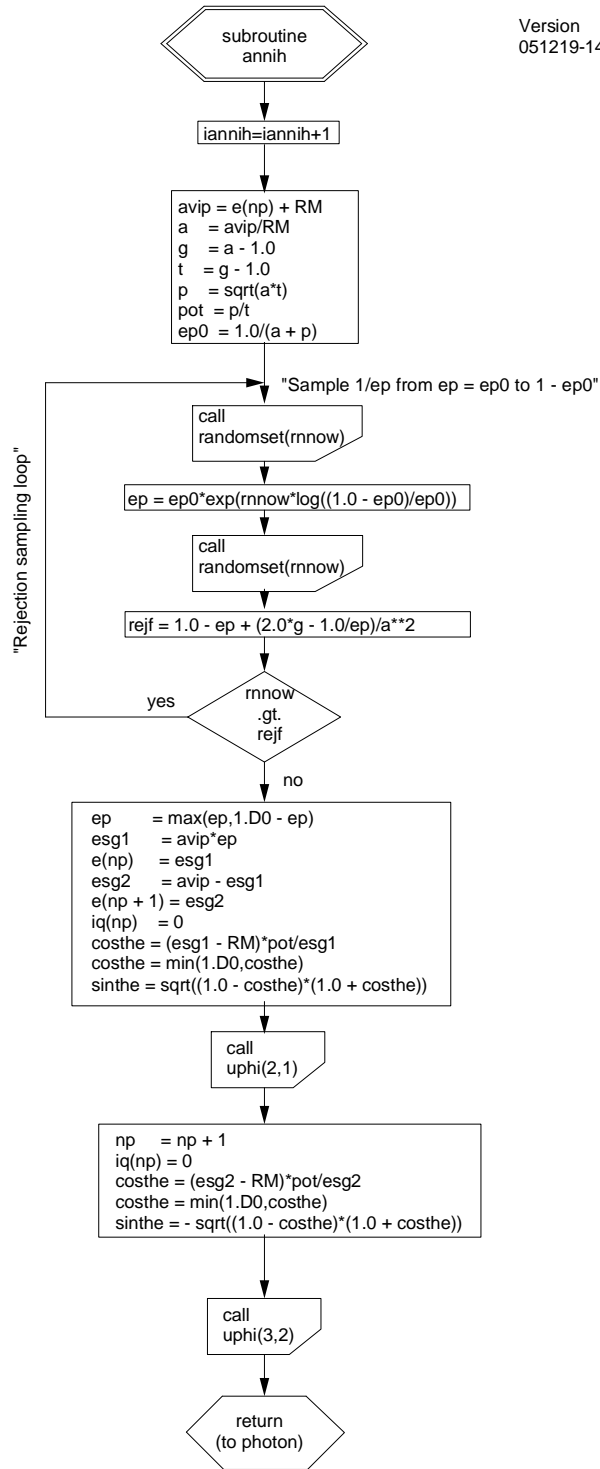 subroutine
annih
Version
051219-14
iannih=iannih+1
avip = e(np) + RM
a = avip/RM
g = a - 1.0
t = g - 1.0
p = sqrt(a*t)
pot = p/t
ep0 = 1.0/(a + p)
"Sample 1/ep from ep = ep0 to 1 - ep0"
call
randomset(rnnow)
ep = ep0*exp(rnnow*log((1.0 - ep0)/ep0))
call
randomset(rnnow)
"Rejection sampling loop"
rejf = 1.0 - ep + (2.0*g - 1.0/ep)/a**2
yes
rnnow
.gt.
rejf
no
ep = max(ep,1.D0 - ep)
esg1 = avip*ep
e(np) = esg1
esg2 = avip - esg1
e(np + 1) = esg2
iq(np) = 0
costhe = (esg1 - RM)*pot/esg1
costhe = min(1.D0,costhe)
sinthe = sqrt((1.0 - costhe)*(1.0 + costhe))
call
uphi(2,1)
np = np + 1
iq(np) = 0
costhe = (esg2 - RM)*pot/esg2
costhe = min(1.D0,costhe)
sinthe = - sqrt((1.0 - costhe)*(1.0 + costhe))
call
uphi(3,2)
return
(to photon)